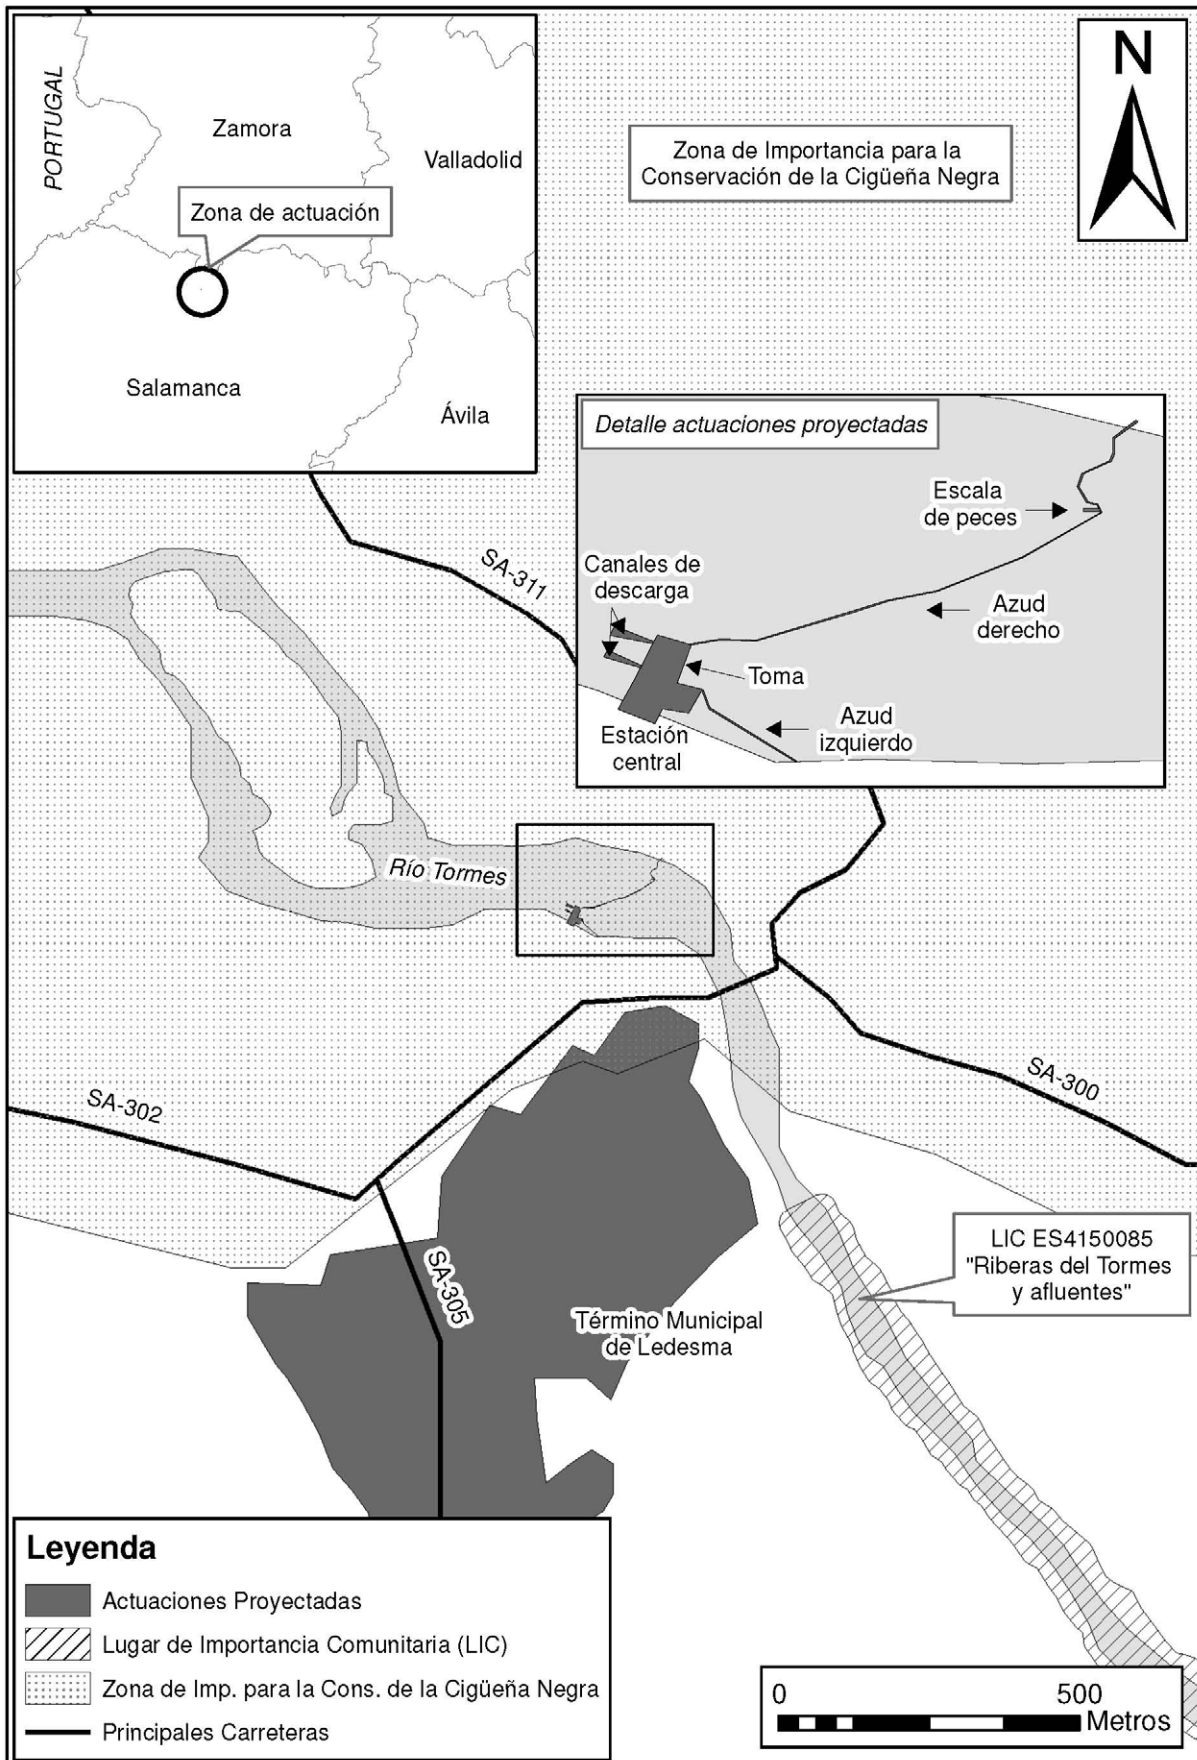 PORTUGAL
Zamora
Valladolid
Zona de actuación
Salamanca
Ávila
Zona de Importancia para la
Conservación de la Cigüeña Negra
N
Detalle actuaciones proyectadas
Escala
de peces
Canales de
descarga
Azud
derecho
Toma
Azud
izquierdo
Estación
central
SA-311
Río Tormes
SA-302
SA-300
SA-305
LIC ES4150085
"Riberas del Tormes
y afluentes"
Término Municipal
de Ledesma
Leyenda
Actuaciones Proyectadas
Lugar de Importancia Comunitaria (LIC)
Zona de Imp. para la Cons. de la Cigüeña Negra
Principales Carreteras
0 500
Metros